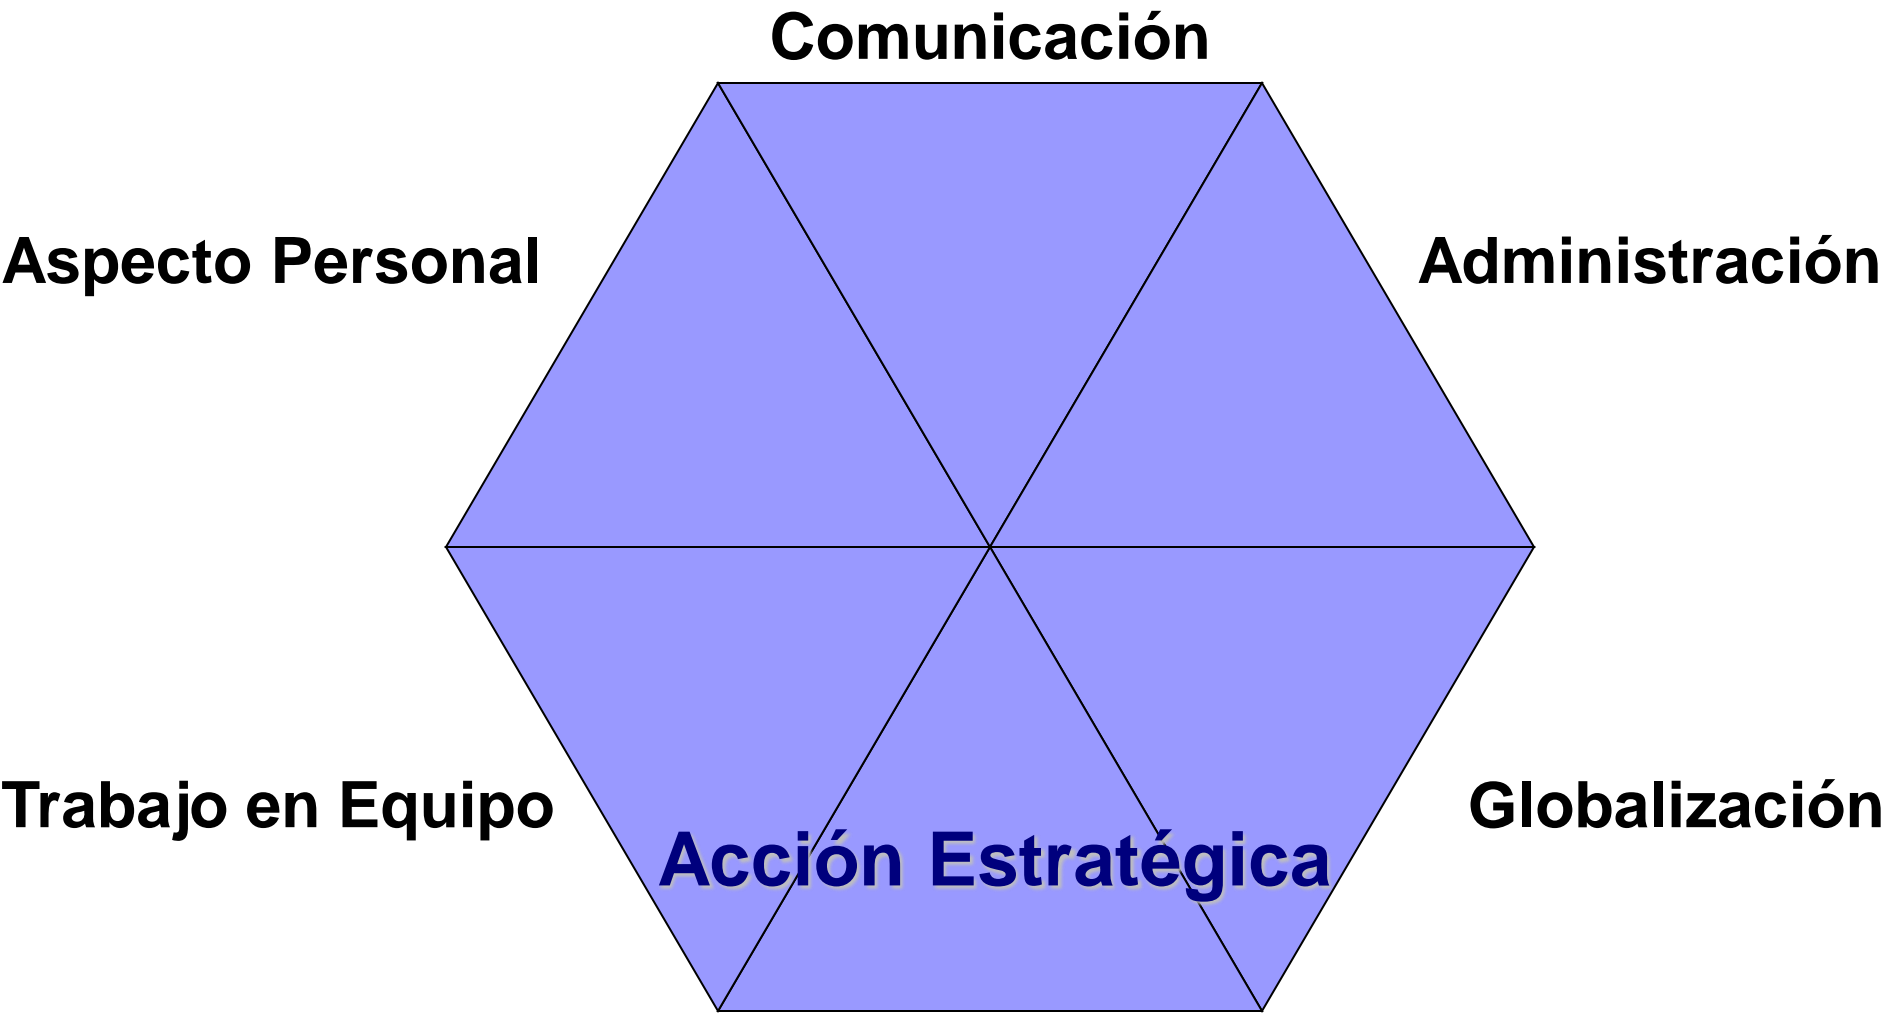 Comunicación
Aspecto Personal
Administración
Trabajo en Equipo
Globalización
Acción Estratégica